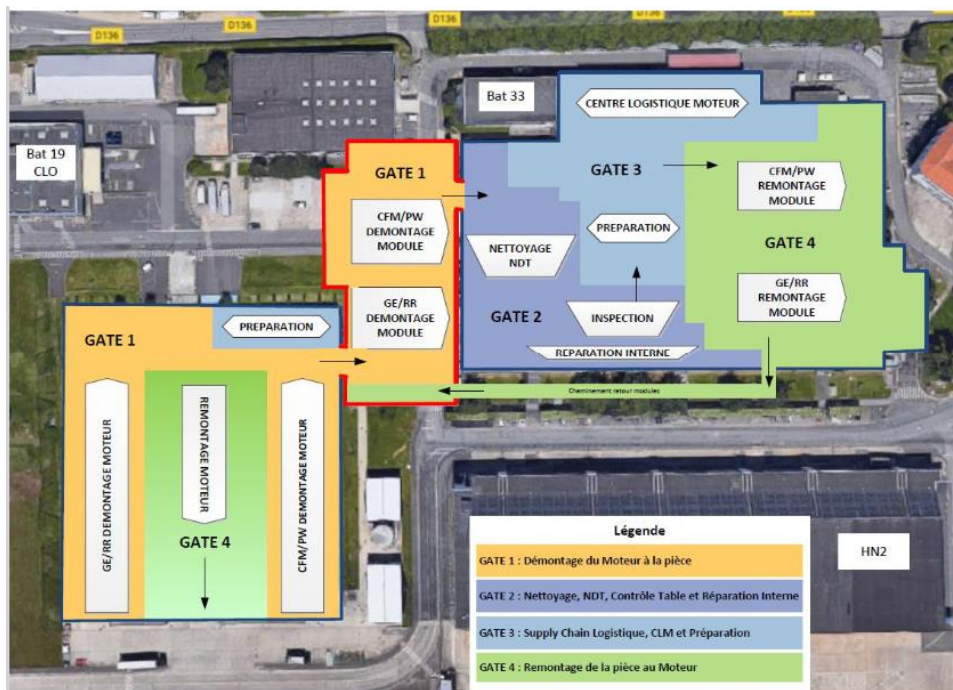 D136
D136
D136
D136
Bat 33
CENTRE LOGISTIQUE MOTEUR
Bat 19
CLO
GATE 1
GATE 3
CFM/PW
REMONTAGE
MODULE
CFM/PW
DEMONTAGE
MODULE
PREPARATION
NETTOYAGE
NDT
GATE 4
GE/RR
DEMONTAGE
MODULE
GE/RR
REMONTAGE
MODULE
GATE 2
INSPECTION
REPARATION INTERNE
GATE 1
PREPARATION
Cheminement retour modules
GE/RR DEMONTAGE MOTEUR
REMONTAGE MOTEUR
CFM/PW DEMONTAGE MOTEUR
GATE 4
HN2
Légende
GATE 1 : Démontage du Moteur à la pièce
GATE 2 : Nettoyage, NDT, Contrôle Table et Réparation Interne
GATE 3 : Supply Chain Logistique, CLM et Préparation
GATE 4 : Remontage de la pièce au Moteur